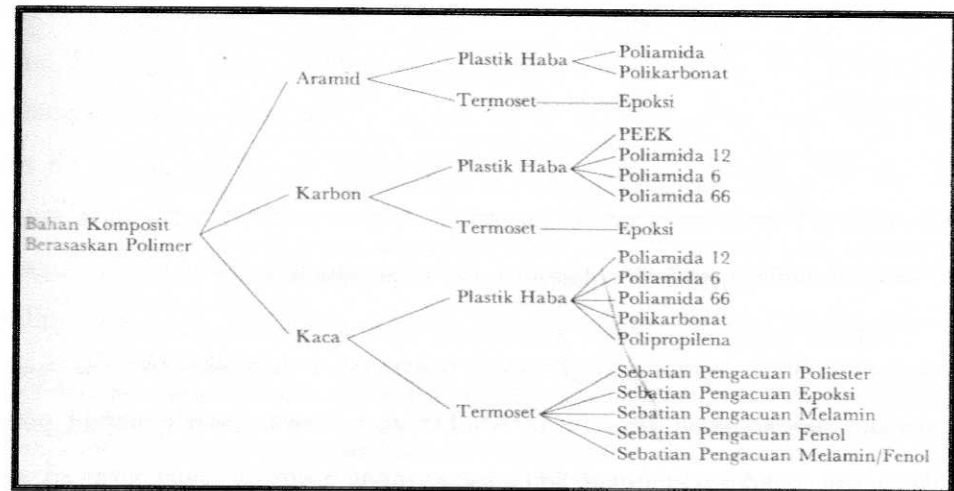 Bahan Komposit
Berasaskan Polimer
Aramid
Plastik Haba
Poliamida
Polikarbonat
Termoset
Epoksi
Karbon
Plastik Haba
PEEK
Poliamida 12
Poliamida 6
Poliamida 66
Termoset
Epoksi
Kaca
Plastik Haba
Poliamida 12
Poliamida 6
Poliamida 66
Polikarbonat
Polipropilena
Termoset
Sebatian Pengacuan Poliester
Sebatian Pengacuan Epoksi
Sebatian Pengacuan Melamin
Sebatian Pengacuan Fenol
Sebatian Pengacuan Melamin/Fenol